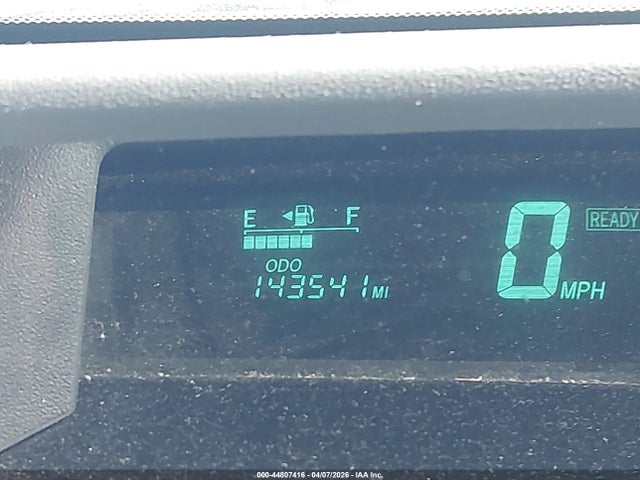 E F
READY
ODO
143541 MI
0 MPH
000-44807416 - 04/07/2026 - IAA Inc.